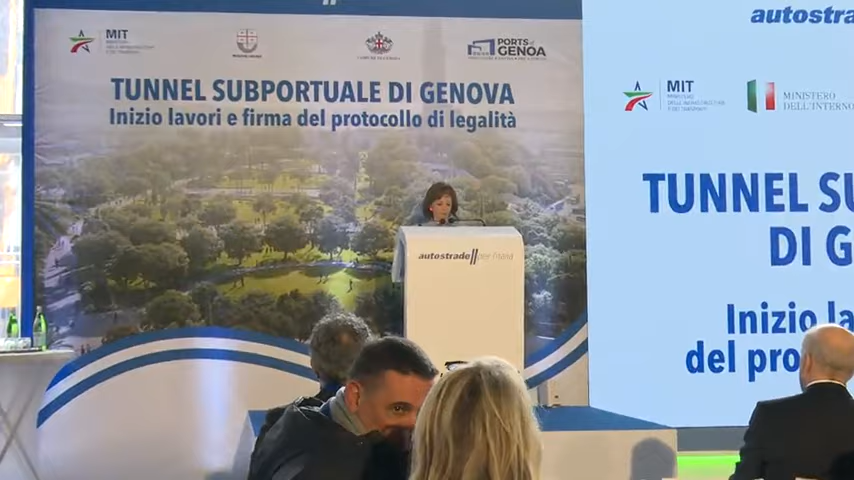 MIT
PORTS of GENOA
TUNNEL SUBPORTUALE DI GENOVA
Inizio lavori e firma del protocollo di legalità
autostrade per l'italia
autostra
MIT
MINISTERO
DELL'INTERNO
TUNNEL SU
DI G
Inizio la
del pro